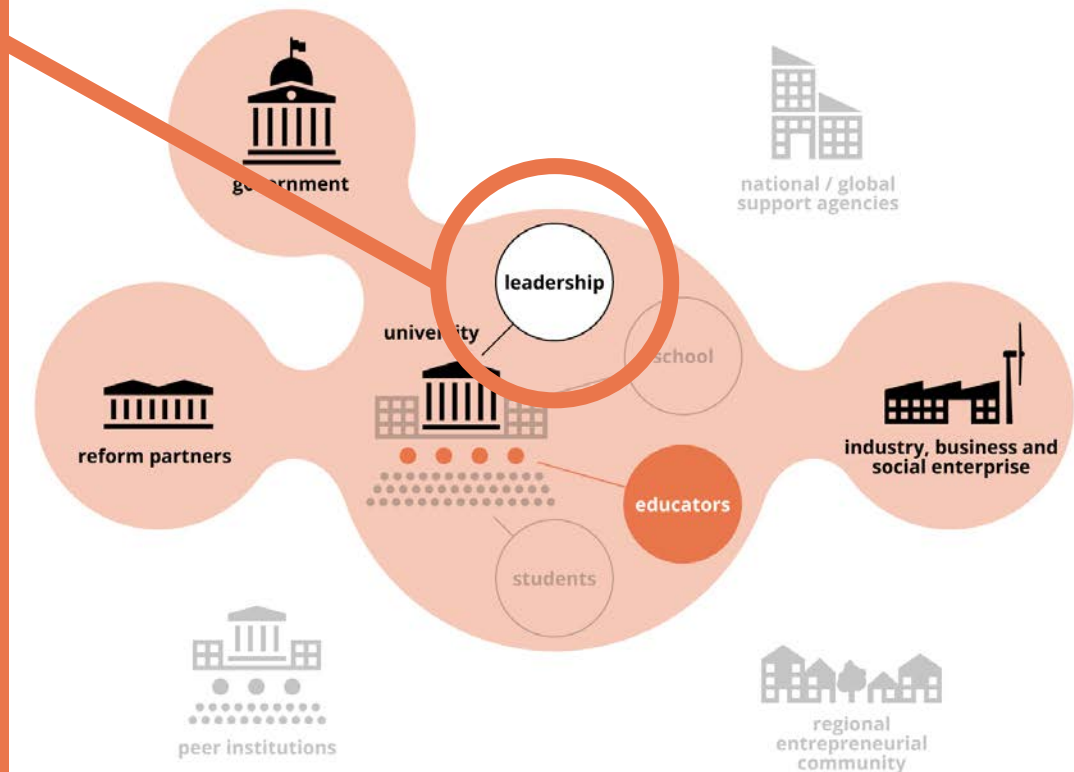 government
national / global
support agencies
leadership
university
school
reform partners
industry, business and
social enterprise
educators
students
peer institutions
regional
entrepreneurial
community